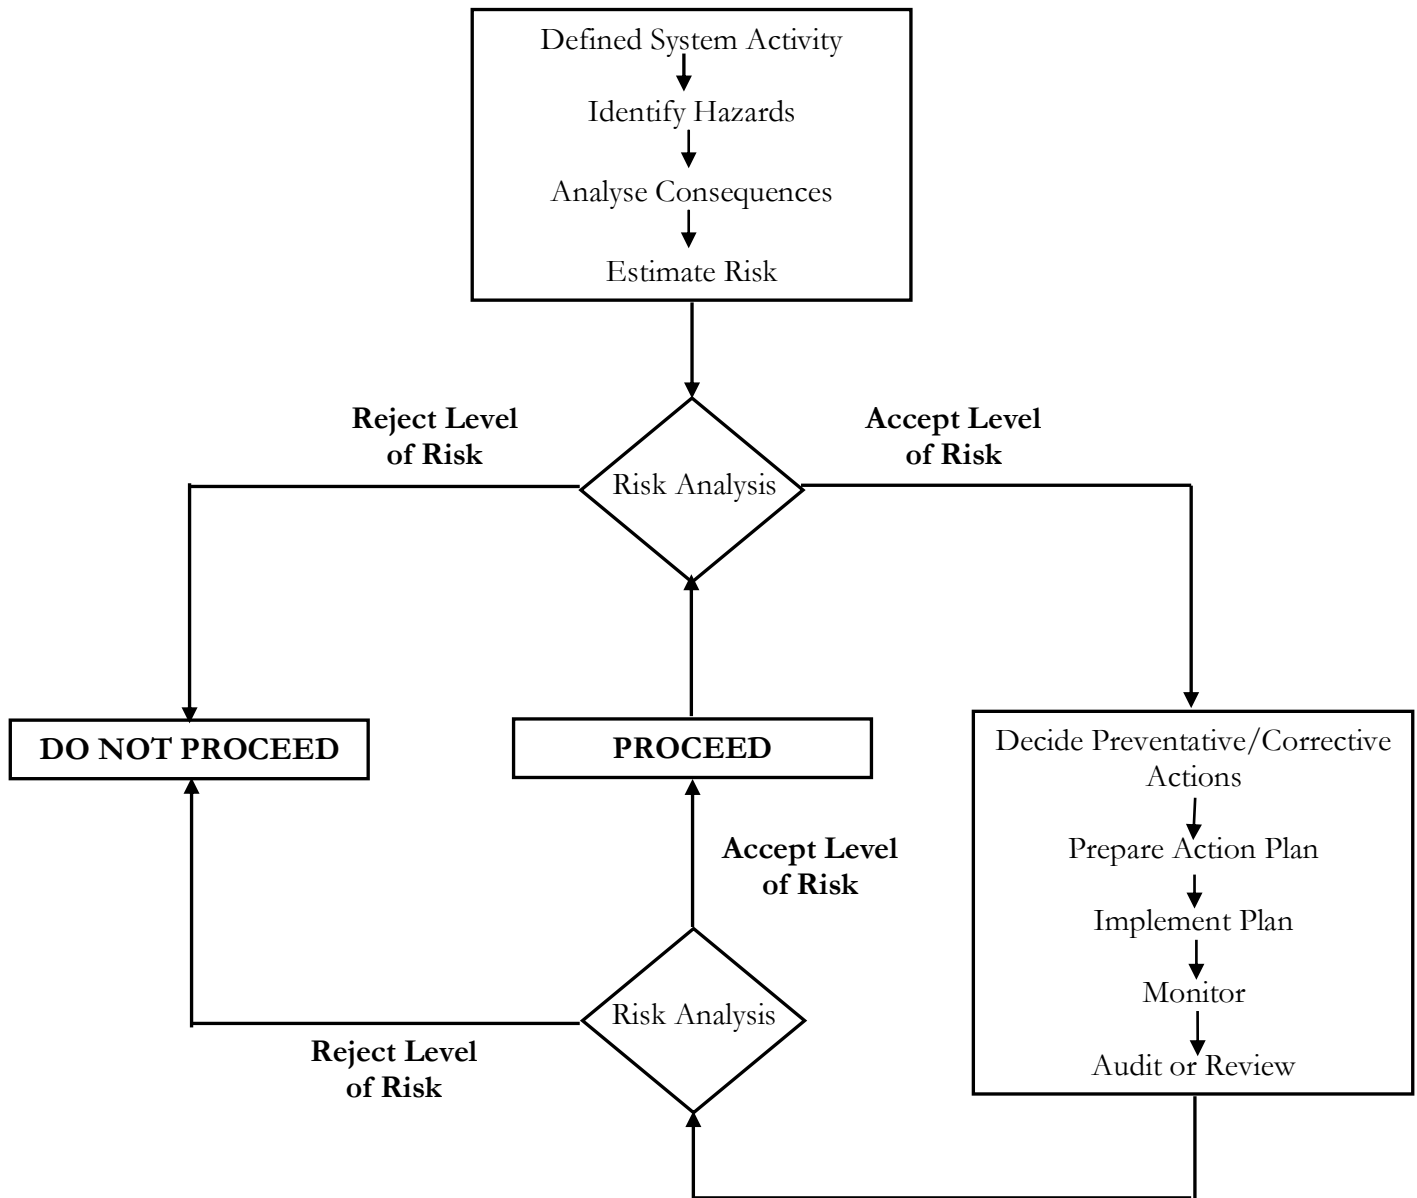 Defined System Activity
Identify Hazards
Analyse Consequences
Estimate Risk
Reject Level
of Risk
Accept Level
of Risk
Risk Analysis
DO NOT PROCEED
PROCEED
Decide Preventative/Corrective
Actions
Prepare Action Plan
Implement Plan
Monitor
Audit or Review
Accept Level
of Risk
Risk Analysis
Reject Level
of Risk